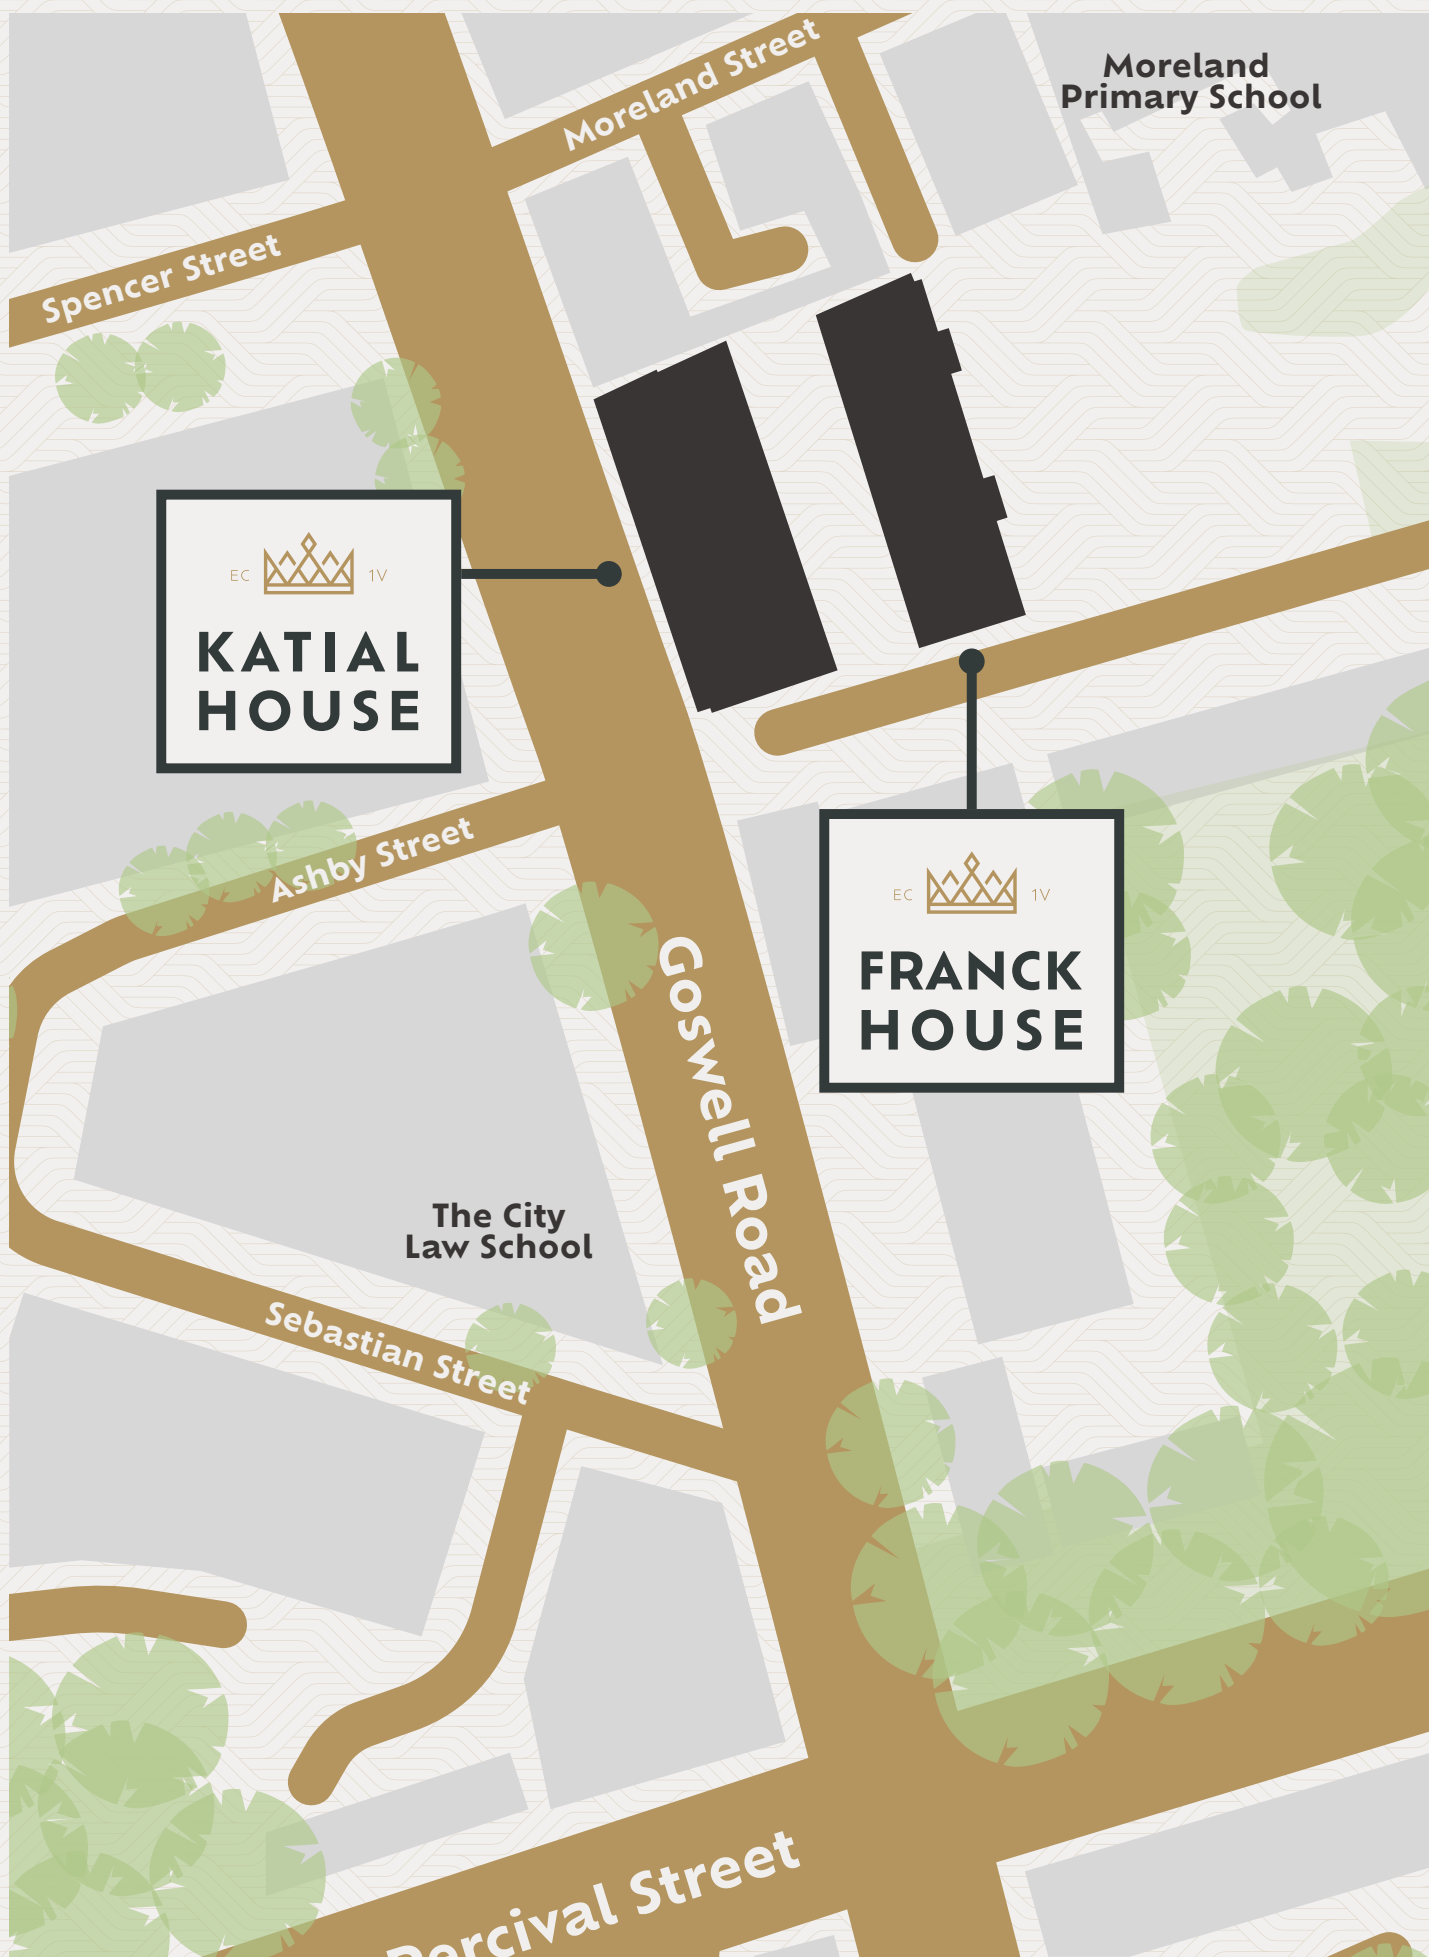 Moreland Street
Moreland
Primary School
Spencer Street
EC 1V
KATIAL
HOUSE
Ashby Street
EC 1V
FRANCK
HOUSE
Goswell Road
The City
Law School
Sebastian Street
Percival Street